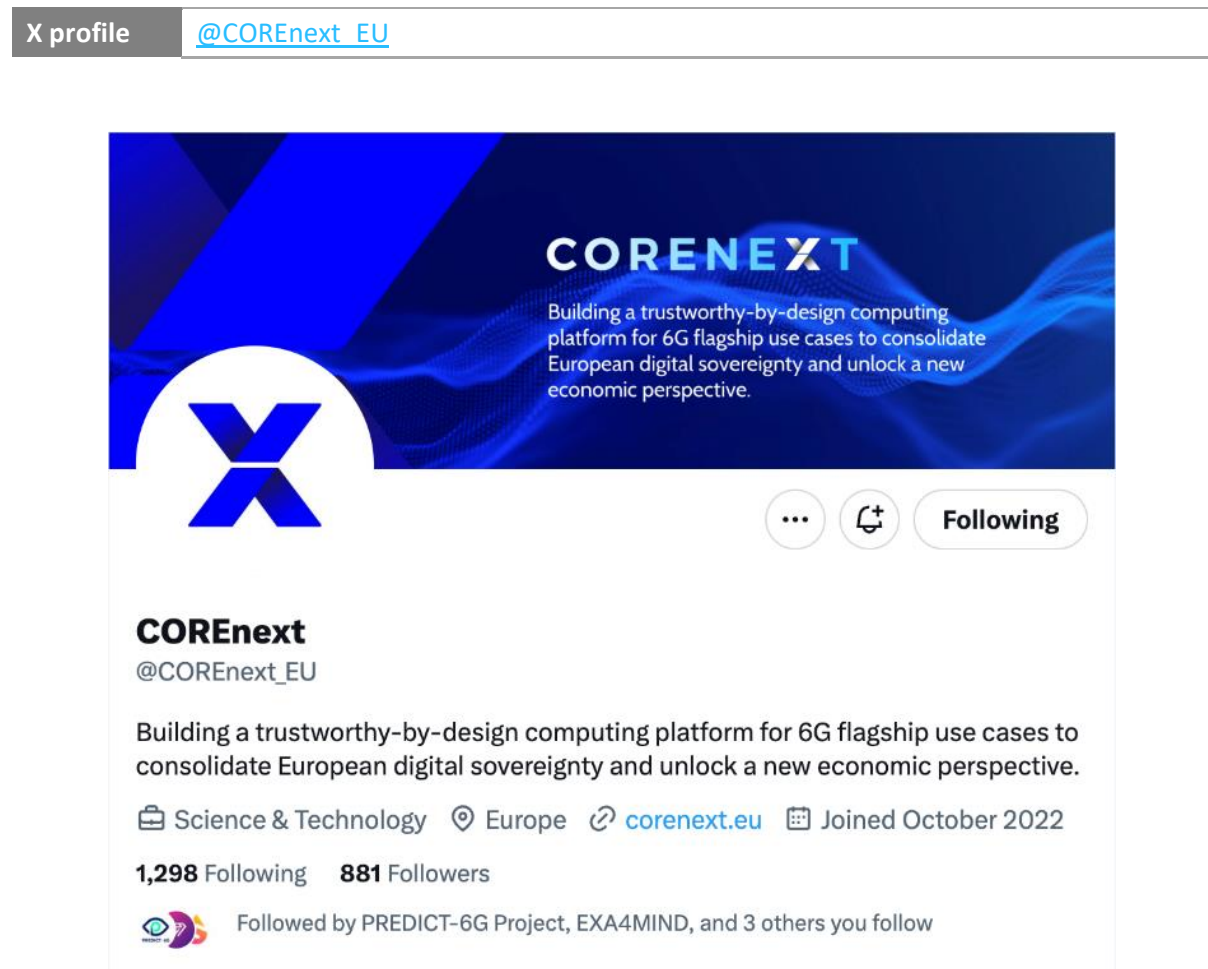 X profile @COREnext_EU
CORENEXT
Building a trustworthy-by-design computing
platform for 6G flagship use cases to consolidate
European digital sovereignty and unlock a new
economic perspective.
Following
COREnext
@COREnext_EU
Building a trustworthy-by-design computing platform for 6G flagship use cases to
consolidate European digital sovereignty and unlock a new economic perspective.
Science & Technology Europe corenext.eu Joined October 2022
1,298 Following 881 Followers
PREDICT-6G
Followed by PREDICT-6G Project, EXA4MIND, and 3 others you follow